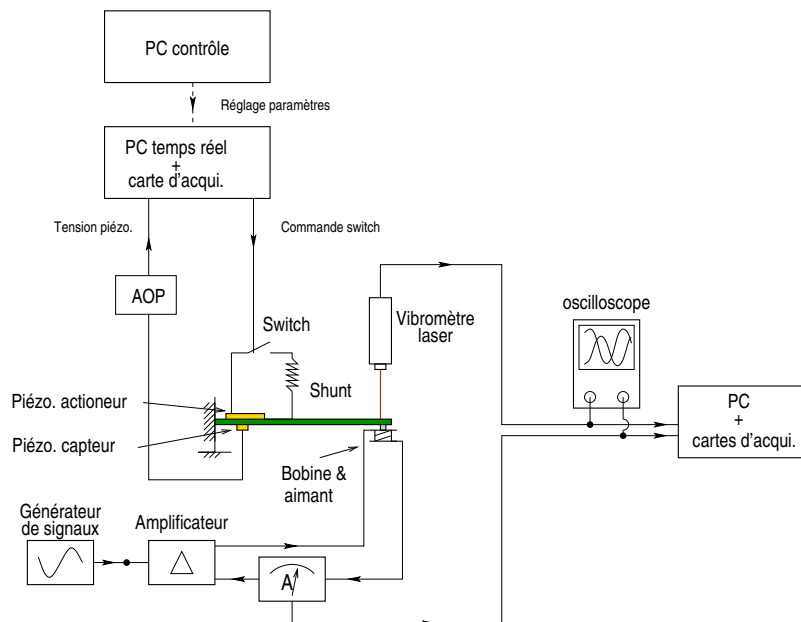 PC contrôle
Réglage paramètres
PC temps réel
+
carte d'acqui.
Tension piézo.
Commande switch
AOP
Switch
Vibromètre
laser
oscilloscope
Shunt
Piézo. actioneur
Piézo. capteur
PC
+
cartes d'acqui.
Bobine &
aimant
Générateur
de signaux
Amplificateur
A